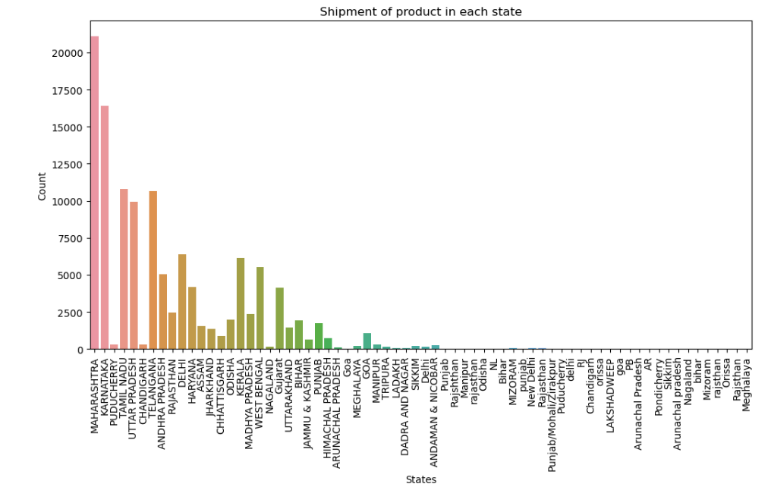 Shipment of product in each state
20000
17500
15000
12500
10000
7500
5000
2500
0
Count
MAHARASHTRA
KARNATAKA
PUDUCHERRY
TAMIL NADU
UTTAR PRADESH
CHANDIGARH
TELANGANA
ANDHRA PRADESH
RAJASTHAN
DELHI
HARYANA
ASSAM
JHARKHAND
CHHATTISGARH
ODISHA
KERALA
MADHYA PRADESH
WEST BENGAL
NAGALAND
Gujarat
UTTARAKHAND
BIHAR
JAMMU & KASHMIR
PUNJAB
HIMACHAL PRADESH
ARUNACHAL PRADESH
Goa
MEGHALAYA
GOA
MANIPUR
TRIPURA
LADAKH
DADRA AND NAGAR
SIKKIM
Delhi
ANDAMAN & NICOBAR
Punjab
Rajshthan
Manipur
rajasthan
Odisha
NL
Bihar
MIZORAM
punjab
New Delhi
Rajasthan
Punjab/Mohali/Zirakpur
Puducherry
delhi
RJ
Chandigarh
orissa
LAKSHADWEEP
goa
PB
Arunachal Pradesh
AR
Pondicherry
Sikkim
Arunachal pradesh
Nagaland
bihar
Mizoram
rajsthan
Orissa
Rajsthan
Meghalaya
States